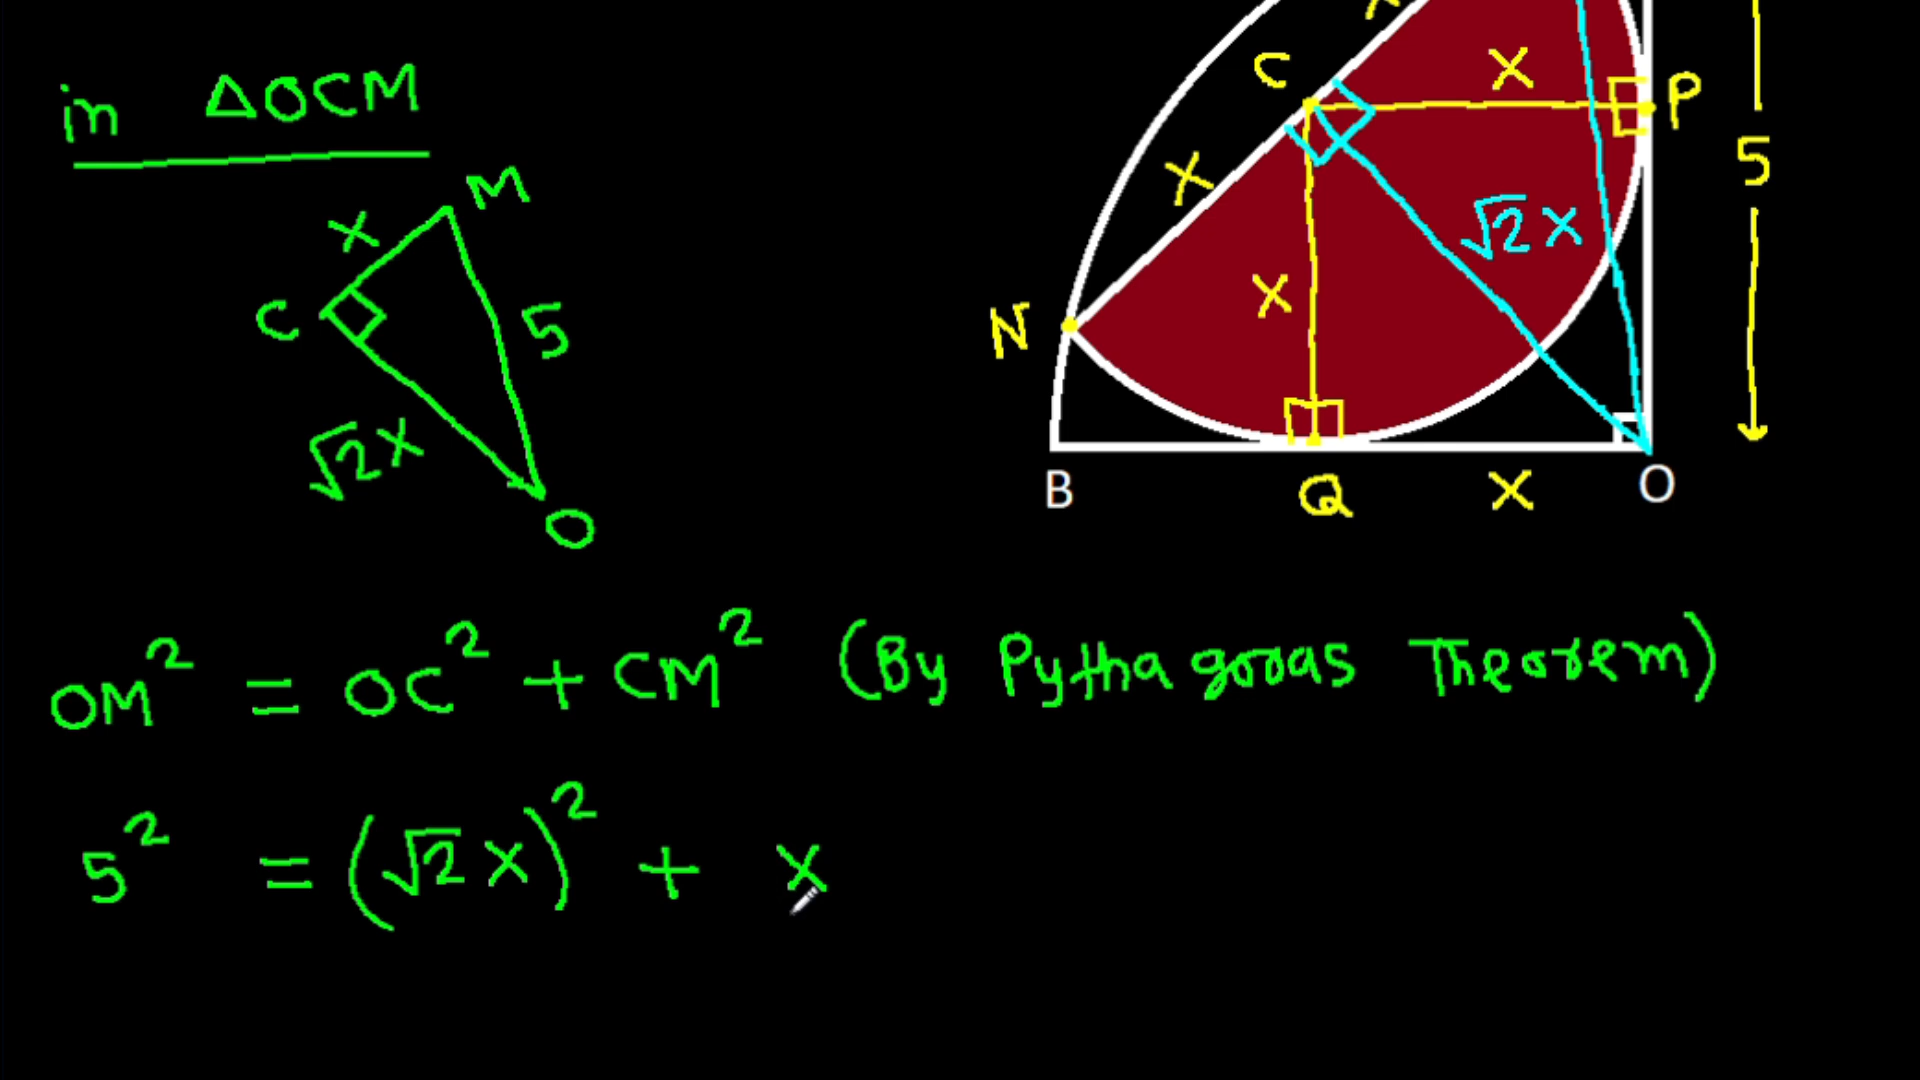 in ΔOCM
M
x
C
5
√2x
O
x
C
x
P
5
x
√2x
x
N
B
Q
x
O
OM² = OC² + CM² (By Pythagoras Theorem)
5² = (√2x)² + x